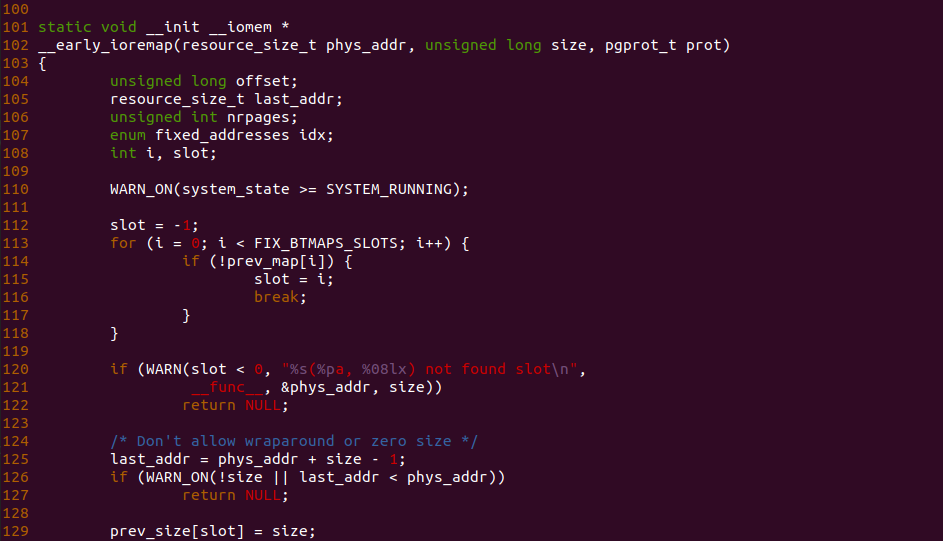 100
101 static void __init __iomem *
102 __early_ioremap(resource_size_t phys_addr, unsigned long size, pgprot_t prot)
103 {
104         unsigned long offset;
105         resource_size_t last_addr;
106         unsigned int nrpages;
107         enum fixed_addresses idx;
108         int i, slot;
109
110         WARN_ON(system_state >= SYSTEM_RUNNING);
111
112         slot = -1;
113         for (i = 0; i < FIX_BTMAPS_SLOTS; i++) {
114                 if (!prev_map[i]) {
115                         slot = i;
116                         break;
117                 }
118         }
119
120         if (WARN(slot < 0, "%s(%pa, %08lx) not found slot\n",
121                  __func__, &phys_addr, size))
122                 return NULL;
123
124         /* Don't allow wraparound or zero size */
125         last_addr = phys_addr + size - 1;
126         if (WARN_ON(!size || last_addr < phys_addr))
127                 return NULL;
128
129         prev_size[slot] = size;